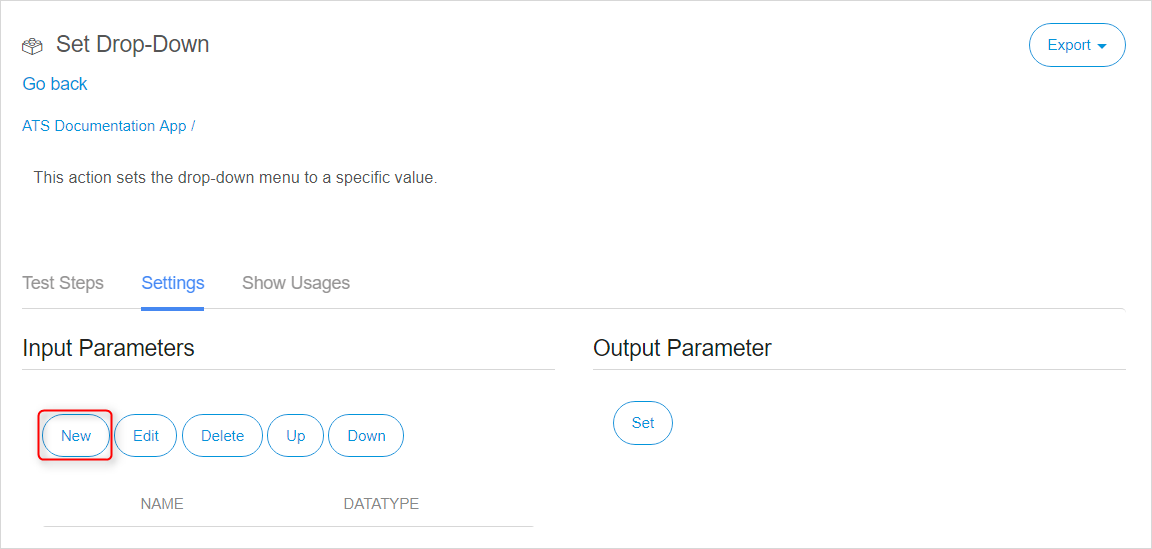 Set Drop-Down
Export
Go back
ATS Documentation App /
This action sets the drop-down menu to a specific value.
Test Steps Settings Show Usages
Input Parameters
Output Parameter
New Edit Delete Up Down
Set
NAME DATATYPE